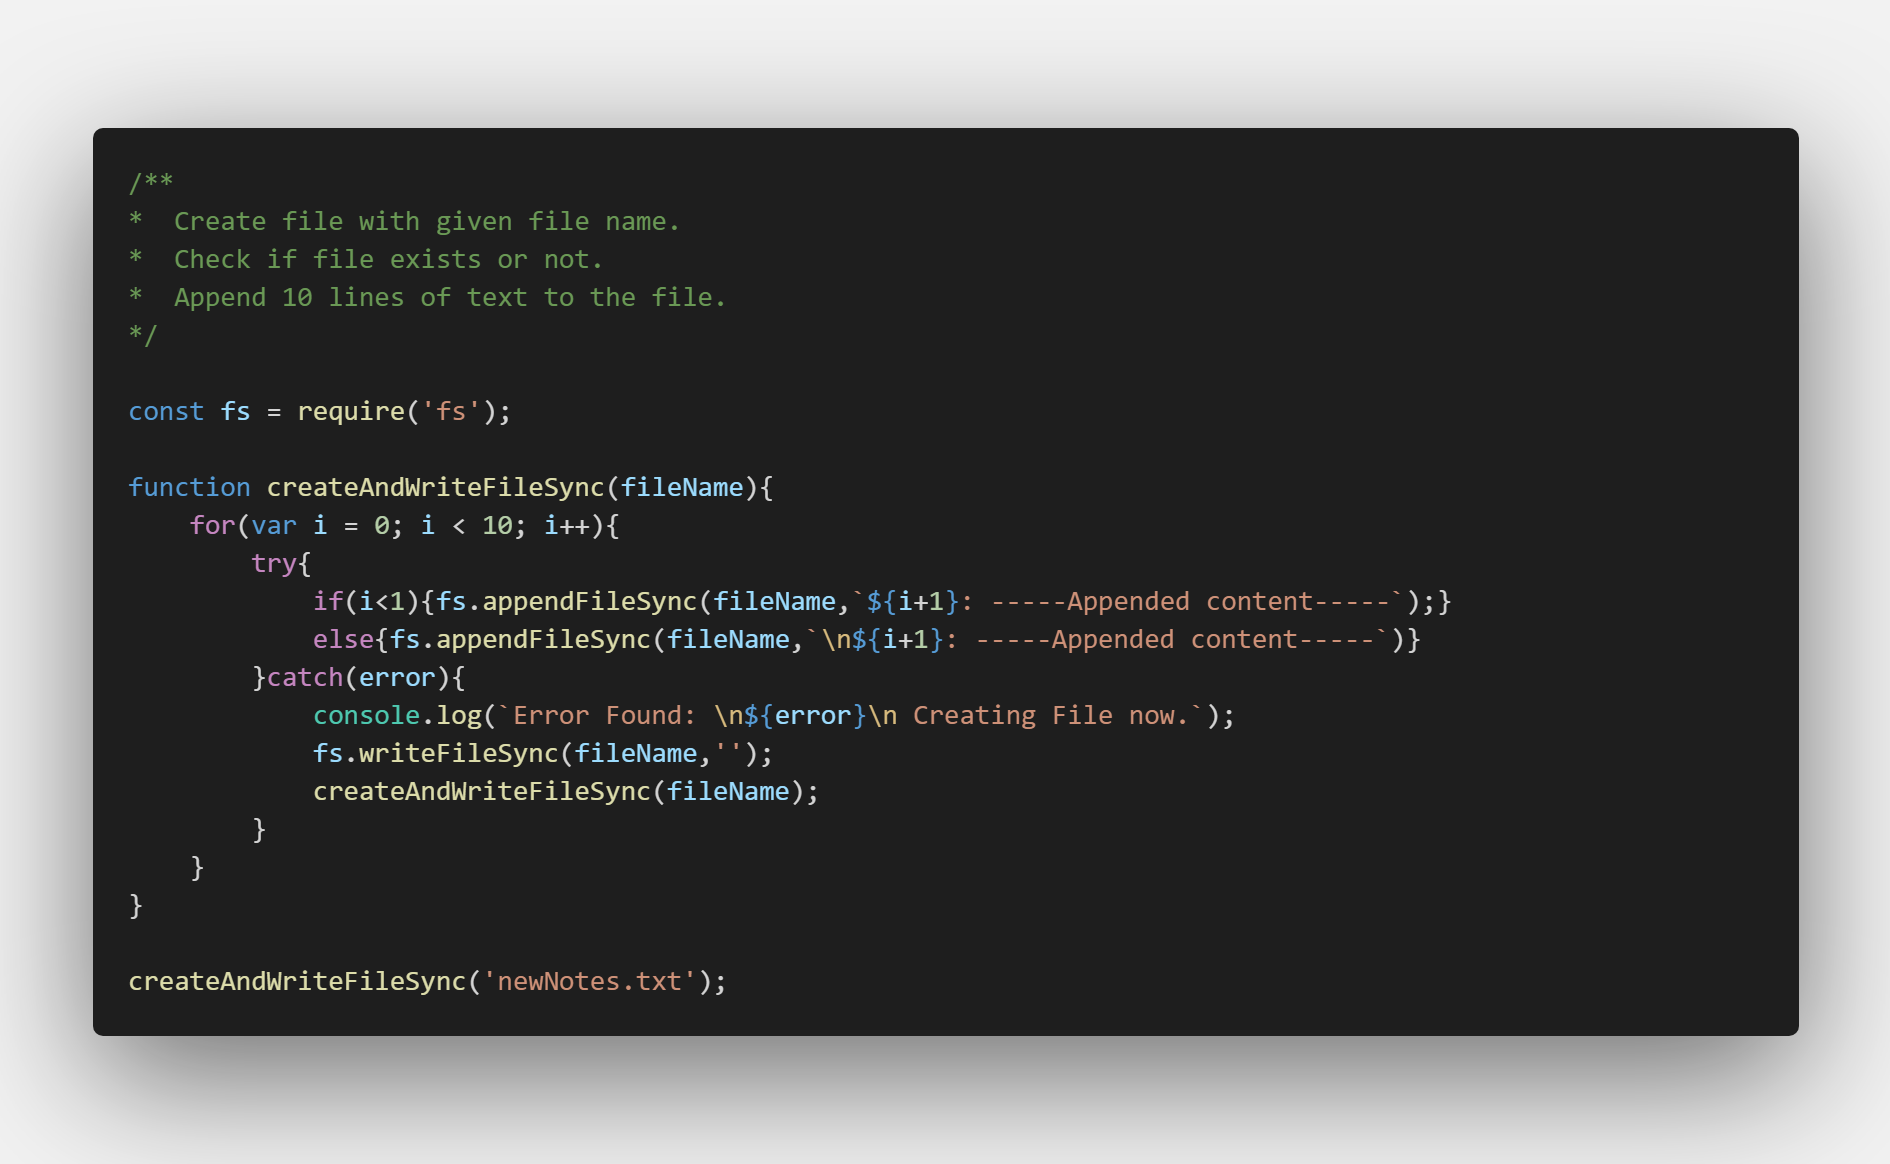 /**
*  Create file with given file name.
*  Check if file exists or not.
*  Append 10 lines of text to the file.
*/
const fs = require('fs');
function createAndWriteFileSync(fileName){
    for(var i = 0; i < 10; i++){
        try{
            if(i<1){fs.appendFileSync(fileName,`${i+1}: -----Appended content-----`);}
            else{fs.appendFileSync(fileName,`\n${i+1}: -----Appended content-----`)}
        }catch(error){
            console.log(`Error Found: \n${error}\n Creating File now.`);
            fs.writeFileSync(fileName,'');
            createAndWriteFileSync(fileName);
        }
    }
}
createAndWriteFileSync('newNotes.txt');